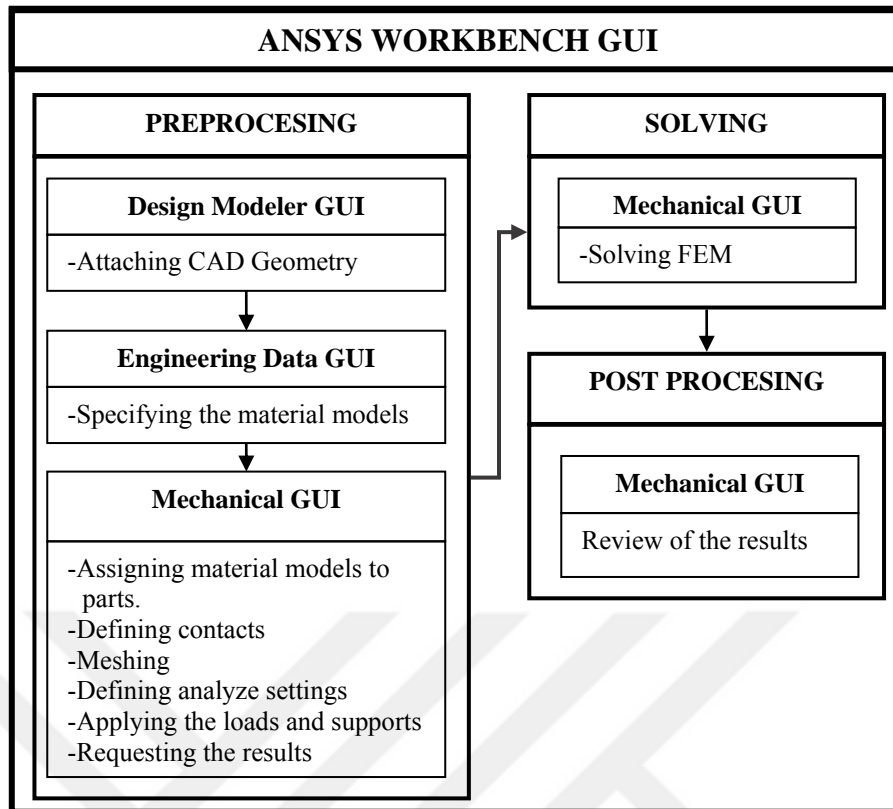 ANSYS WORKBENCH GUI
PREPROCESING
Design Modeler GUI
-Attaching CAD Geometry
Engineering Data GUI
-Specifying the material models
Mechanical GUI
-Assigning material models to
parts.
-Defining contacts
-Meshing
-Defining analyze settings
-Applying the loads and supports
-Requesting the results
SOLVING
Mechanical GUI
-Solving FEM
POST PROCESING
Mechanical GUI
Review of the results